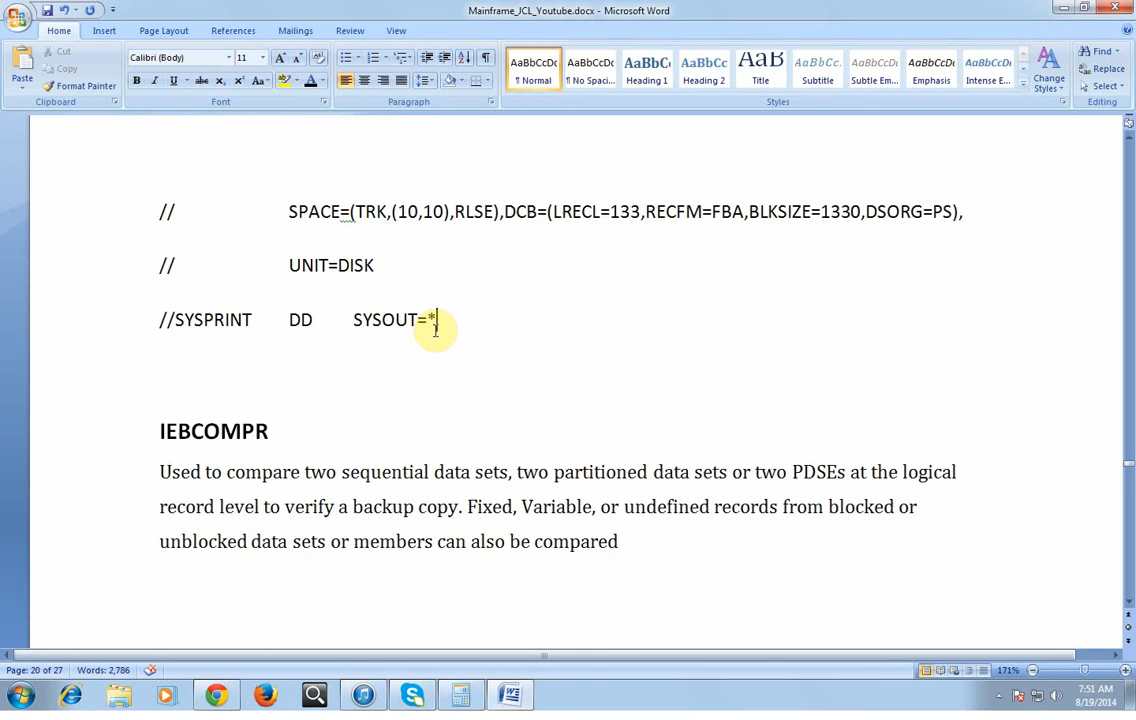 Mainframe_JCL_Youtube.docx - Microsoft Word
Home Insert Page Layout References Mailings Review View
Paste
Cut
Copy
Format Painter
Clipboard
Calibri (Body) 11
Font
Paragraph
AaBbCcDc AaBbCcDc AaBbCc AaBbCc AaB AaBbCc. AaBbCcDc AaBbCcDc AaBbCcDc
¶ Normal ¶ No Spaci... Heading 1 Heading 2 Title Subtitle Subtle Em... Emphasis Intense E...
Change Styles
Styles
Find
Replace
Select
Editing
// SPACE=(TRK,(10,10),RLSE),DCB=(LRECL=133,RECFM=FBA,BLKSIZE=1330,DSORG=PS),
// UNIT=DISK
//SYSPRINT DD SYSOUT=*
IEBCOMPR
Used to compare two sequential data sets, two partitioned data sets or two PDSEs at the logical
record level to verify a backup copy. Fixed, Variable, or undefined records from blocked or
unblocked data sets or members can also be compared
Page: 20 of 27 Words: 2,786 171%
7:51 AM
8/19/2014